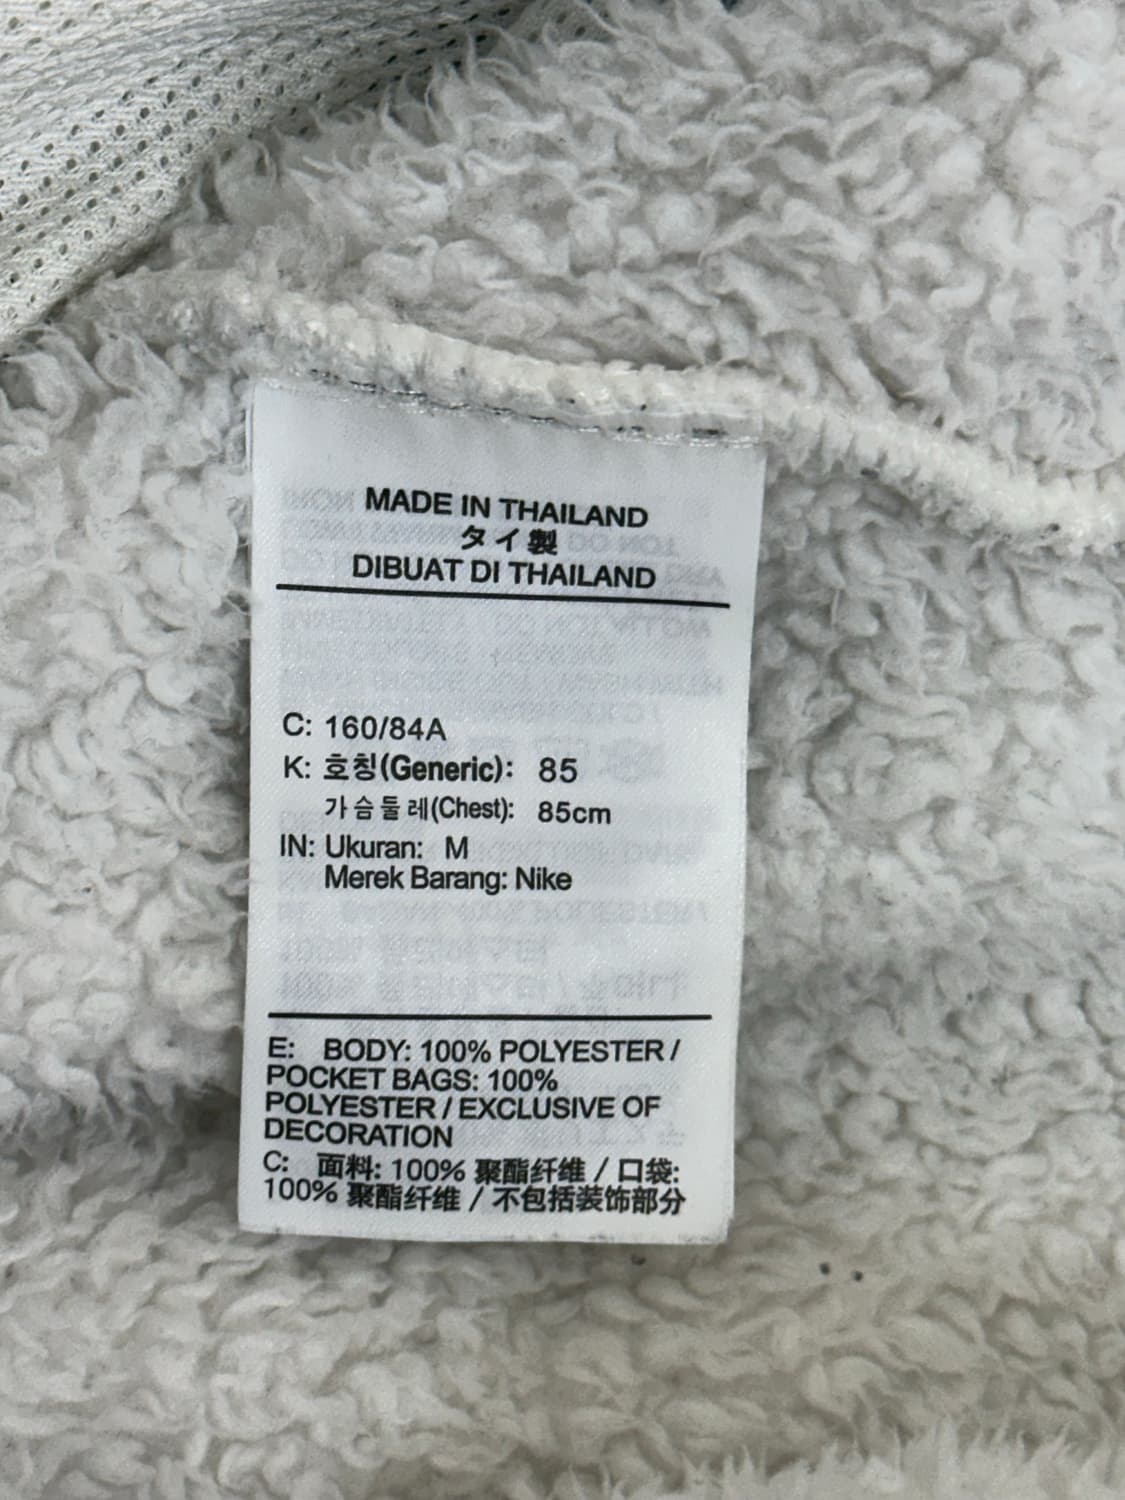 MADE IN THAILAND
タイ製
DIBUAT DI THAILAND
C: 160/84A
K: 호칭(Generic): 85
가슴둘레(Chest): 85cm
IN: Ukuran: M
Merek Barang: Nike
E: BODY: 100% POLYESTER /
POCKET BAGS: 100%
POLYESTER / EXCLUSIVE OF
DECORATION
C: 面料: 100% 聚酯纤维 / 口袋:
100% 聚酯纤维 / 不包括装饰部分